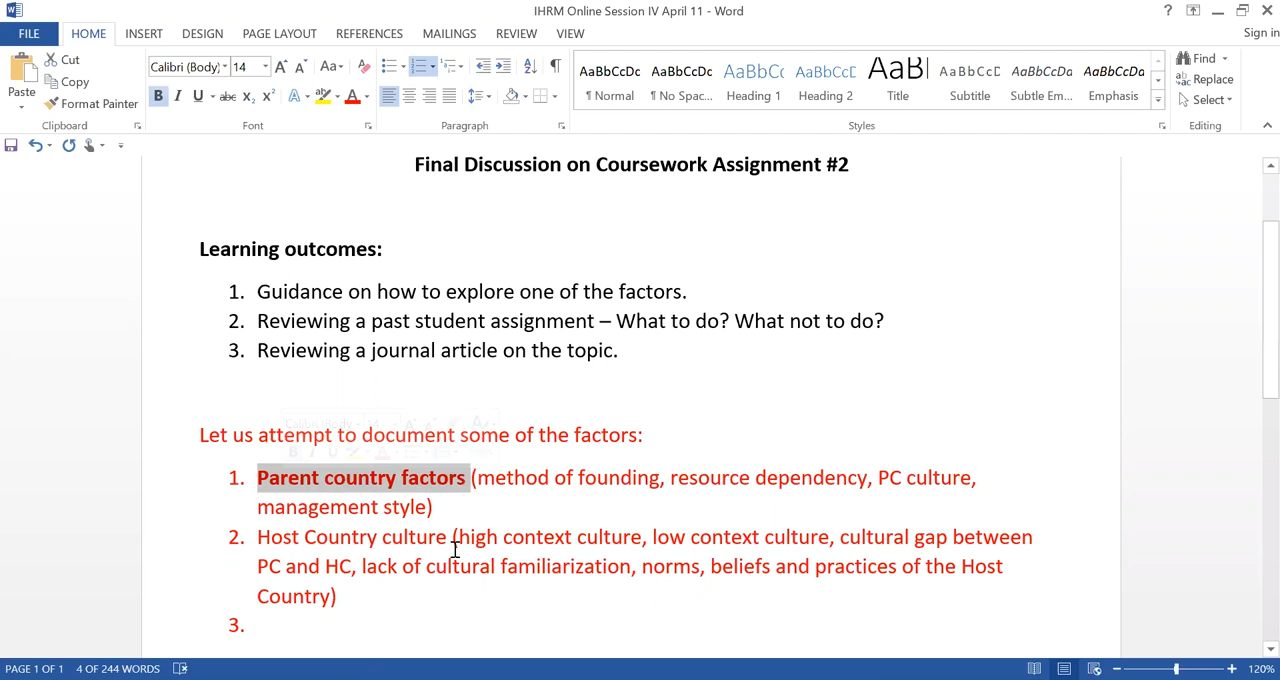 IHRM Online Session IV April 11 - Word
?
Sign in
FILE HOME INSERT DESIGN PAGE LAYOUT REFERENCES MAILINGS REVIEW VIEW
Paste
Cut
Copy
Format Painter
Clipboard
Calibri (Body) 14
Font
Paragraph
AaBbCcDc AaBbCcDc AaBbCc AaBbCcC AaBl AaBbCcD AaBbCcDa AaBbCcDa
¶ Normal ¶ No Spac... Heading 1 Heading 2 Title Subtitle Subtle Em... Emphasis
Styles
Find
Replace
Select
Editing
Final Discussion on Coursework Assignment #2
Learning outcomes:
1. Guidance on how to explore one of the factors.
2. Reviewing a past student assignment – What to do? What not to do?
3. Reviewing a journal article on the topic.
Let us attempt to document some of the factors:
1. Parent country factors (method of founding, resource dependency, PC culture,
management style)
2. Host Country culture (high context culture, low context culture, cultural gap between
PC and HC, lack of cultural familiarization, norms, beliefs and practices of the Host
Country)
3.
PAGE 1 OF 1 4 OF 244 WORDS
120%